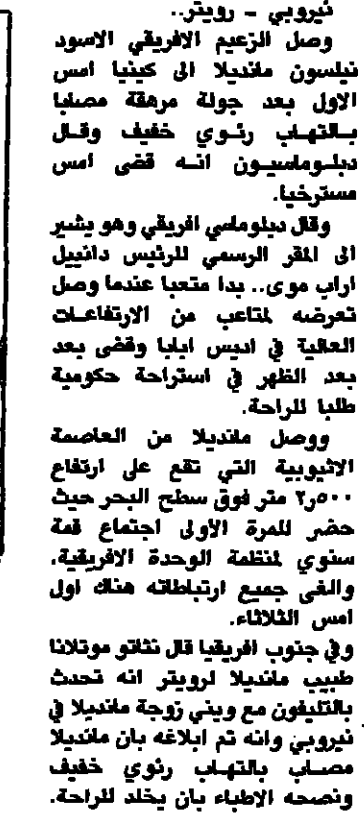 نيروبي - رويتر..
وصل الزعيم الافريقي الاسود
نيلسون مانديلا الى كينيا امس
الاول بعد جولة مرهقة مصابا
بالتهاب رئوي خفيف وقال
دبلوماسيون انه قضى امس
مسترخيا.
وقال دبلوماسي افريقي وهو يشير
الى المقر الرسمي للرئيس دانييل
اراب موى.. بدا متعبا عندما وصل
تعرضه لمتاعب من الارتفاعات
العالية في اديس ابابا وقضى بعد
بعد الظهر في استراحة حكومية
طلبا للراحة.
ووصل مانديلا من العاصمة
الاثيوبية التي تقع على ارتفاع
٢٫٥٠٠ متر فوق سطح البحر حيث
حضر للمرة الأولى اجتماع قمة
سنوي لمنظمة الوحدة الافريقية.
والغى جميع ارتباطاته هناك اول
امس الثلاثاء.
وفي جنوب افريقيا قال نثاتو موتلانا
طبيب مانديلا لرويتر انه تحدث
بالتليفون مع ويني زوجة مانديلا في
نيروبي وانه تم ابلاغه بان مانديلا
مصاب بالتهاب رئوي خفيف
ونصحه الاطباء بان يخلد للراحة.